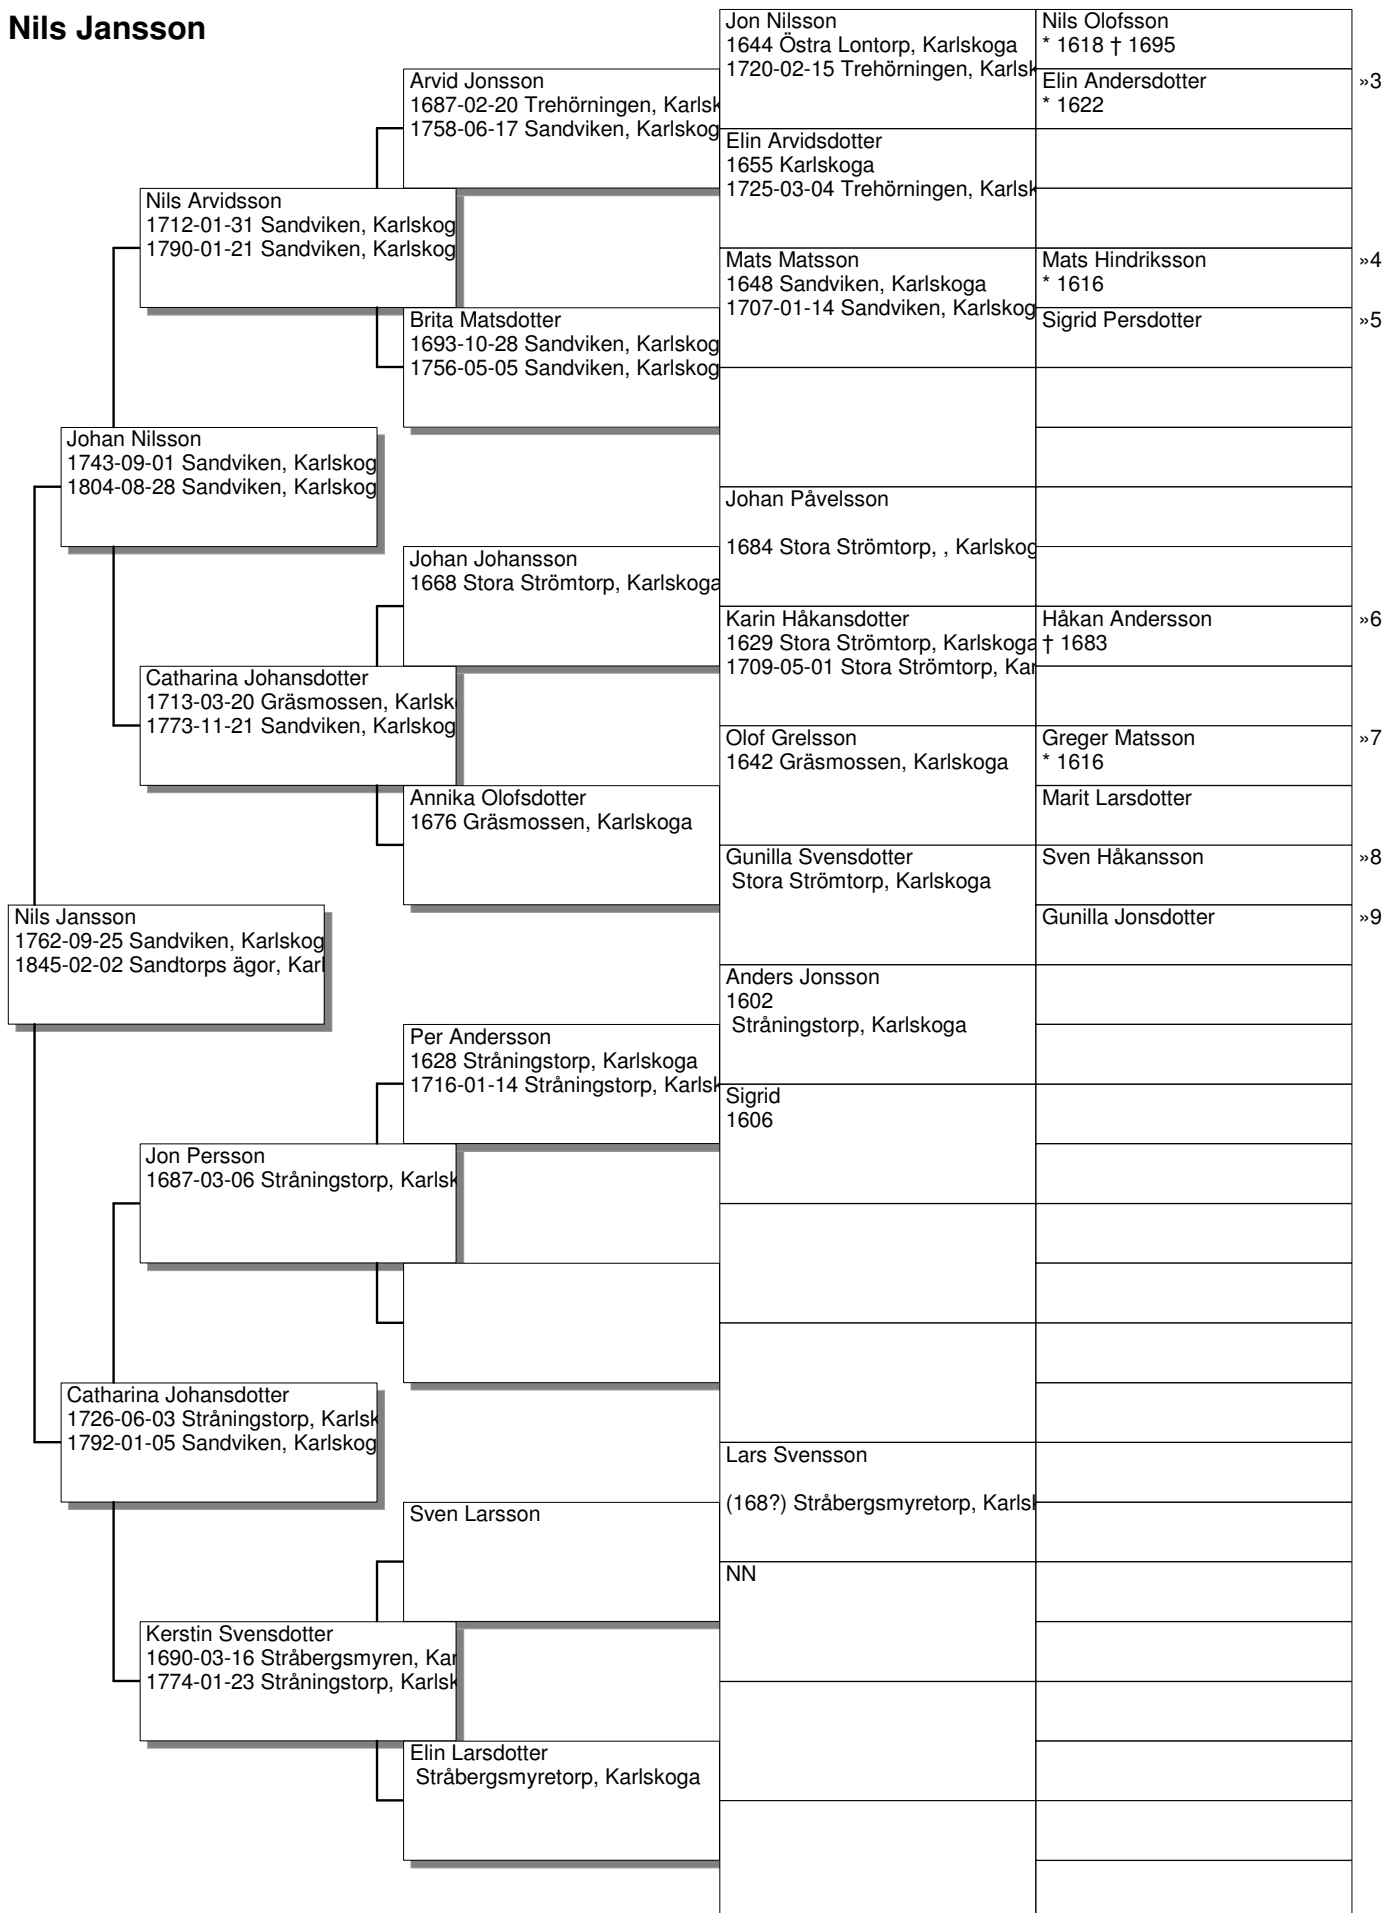 Nils Jansson
Jon Nilsson
1644 Östra Lontorp, Karlskoga
1720-02-15 Trehörningen, Karlsk
Nils Olofsson
* 1618 † 1695
Arvid Jonsson
1687-02-20 Trehörningen, Karlsk
1758-06-17 Sandviken, Karlskog
Elin Andersdotter
* 1622
»3
Elin Arvidsdotter
1655 Karlskoga
1725-03-04 Trehörningen, Karlsk
Nils Arvidsson
1712-01-31 Sandviken, Karlskog
1790-01-21 Sandviken, Karlskog
Mats Matsson
1648 Sandviken, Karlskoga
1707-01-14 Sandviken, Karlskog
Mats Hindriksson
* 1616
»4
Brita Matsdotter
1693-10-28 Sandviken, Karlskog
1756-05-05 Sandviken, Karlskog
Sigrid Persdotter
»5
Johan Nilsson
1743-09-01 Sandviken, Karlskog
1804-08-28 Sandviken, Karlskog
Johan Påvelsson
1684 Stora Strömtorp, , Karlskog
Johan Johansson
1668 Stora Strömtorp, Karlskoga
Karin Håkansdotter
1629 Stora Strömtorp, Karlskoga
1709-05-01 Stora Strömtorp, Kar
Håkan Andersson
† 1683
»6
Catharina Johansdotter
1713-03-20 Gräsmossen, Karlsk
1773-11-21 Sandviken, Karlskog
Olof Grelsson
1642 Gräsmossen, Karlskoga
Greger Matsson
* 1616
»7
Annika Olofsdotter
1676 Gräsmossen, Karlskoga
Marit Larsdotter
Gunilla Svensdotter
Stora Strömtorp, Karlskoga
Sven Håkansson
»8
Nils Jansson
1762-09-25 Sandviken, Karlskog
1845-02-02 Sandtorps ägor, Karl
Gunilla Jonsdotter
»9
Anders Jonsson
1602
Stråningstorp, Karlskoga
Per Andersson
1628 Stråningstorp, Karlskoga
1716-01-14 Stråningstorp, Karlsk
Sigrid
1606
Jon Persson
1687-03-06 Stråningstorp, Karlsk
Catharina Johansdotter
1726-06-03 Stråningstorp, Karlsk
1792-01-05 Sandviken, Karlskog
Lars Svensson
(168?) Stråbergsmyretorp, Karlsk
Sven Larsson
NN
Kerstin Svensdotter
1690-03-16 Stråbergsmyren, Kar
1774-01-23 Stråningstorp, Karlsk
Elin Larsdotter
Stråbergsmyretorp, Karlskoga